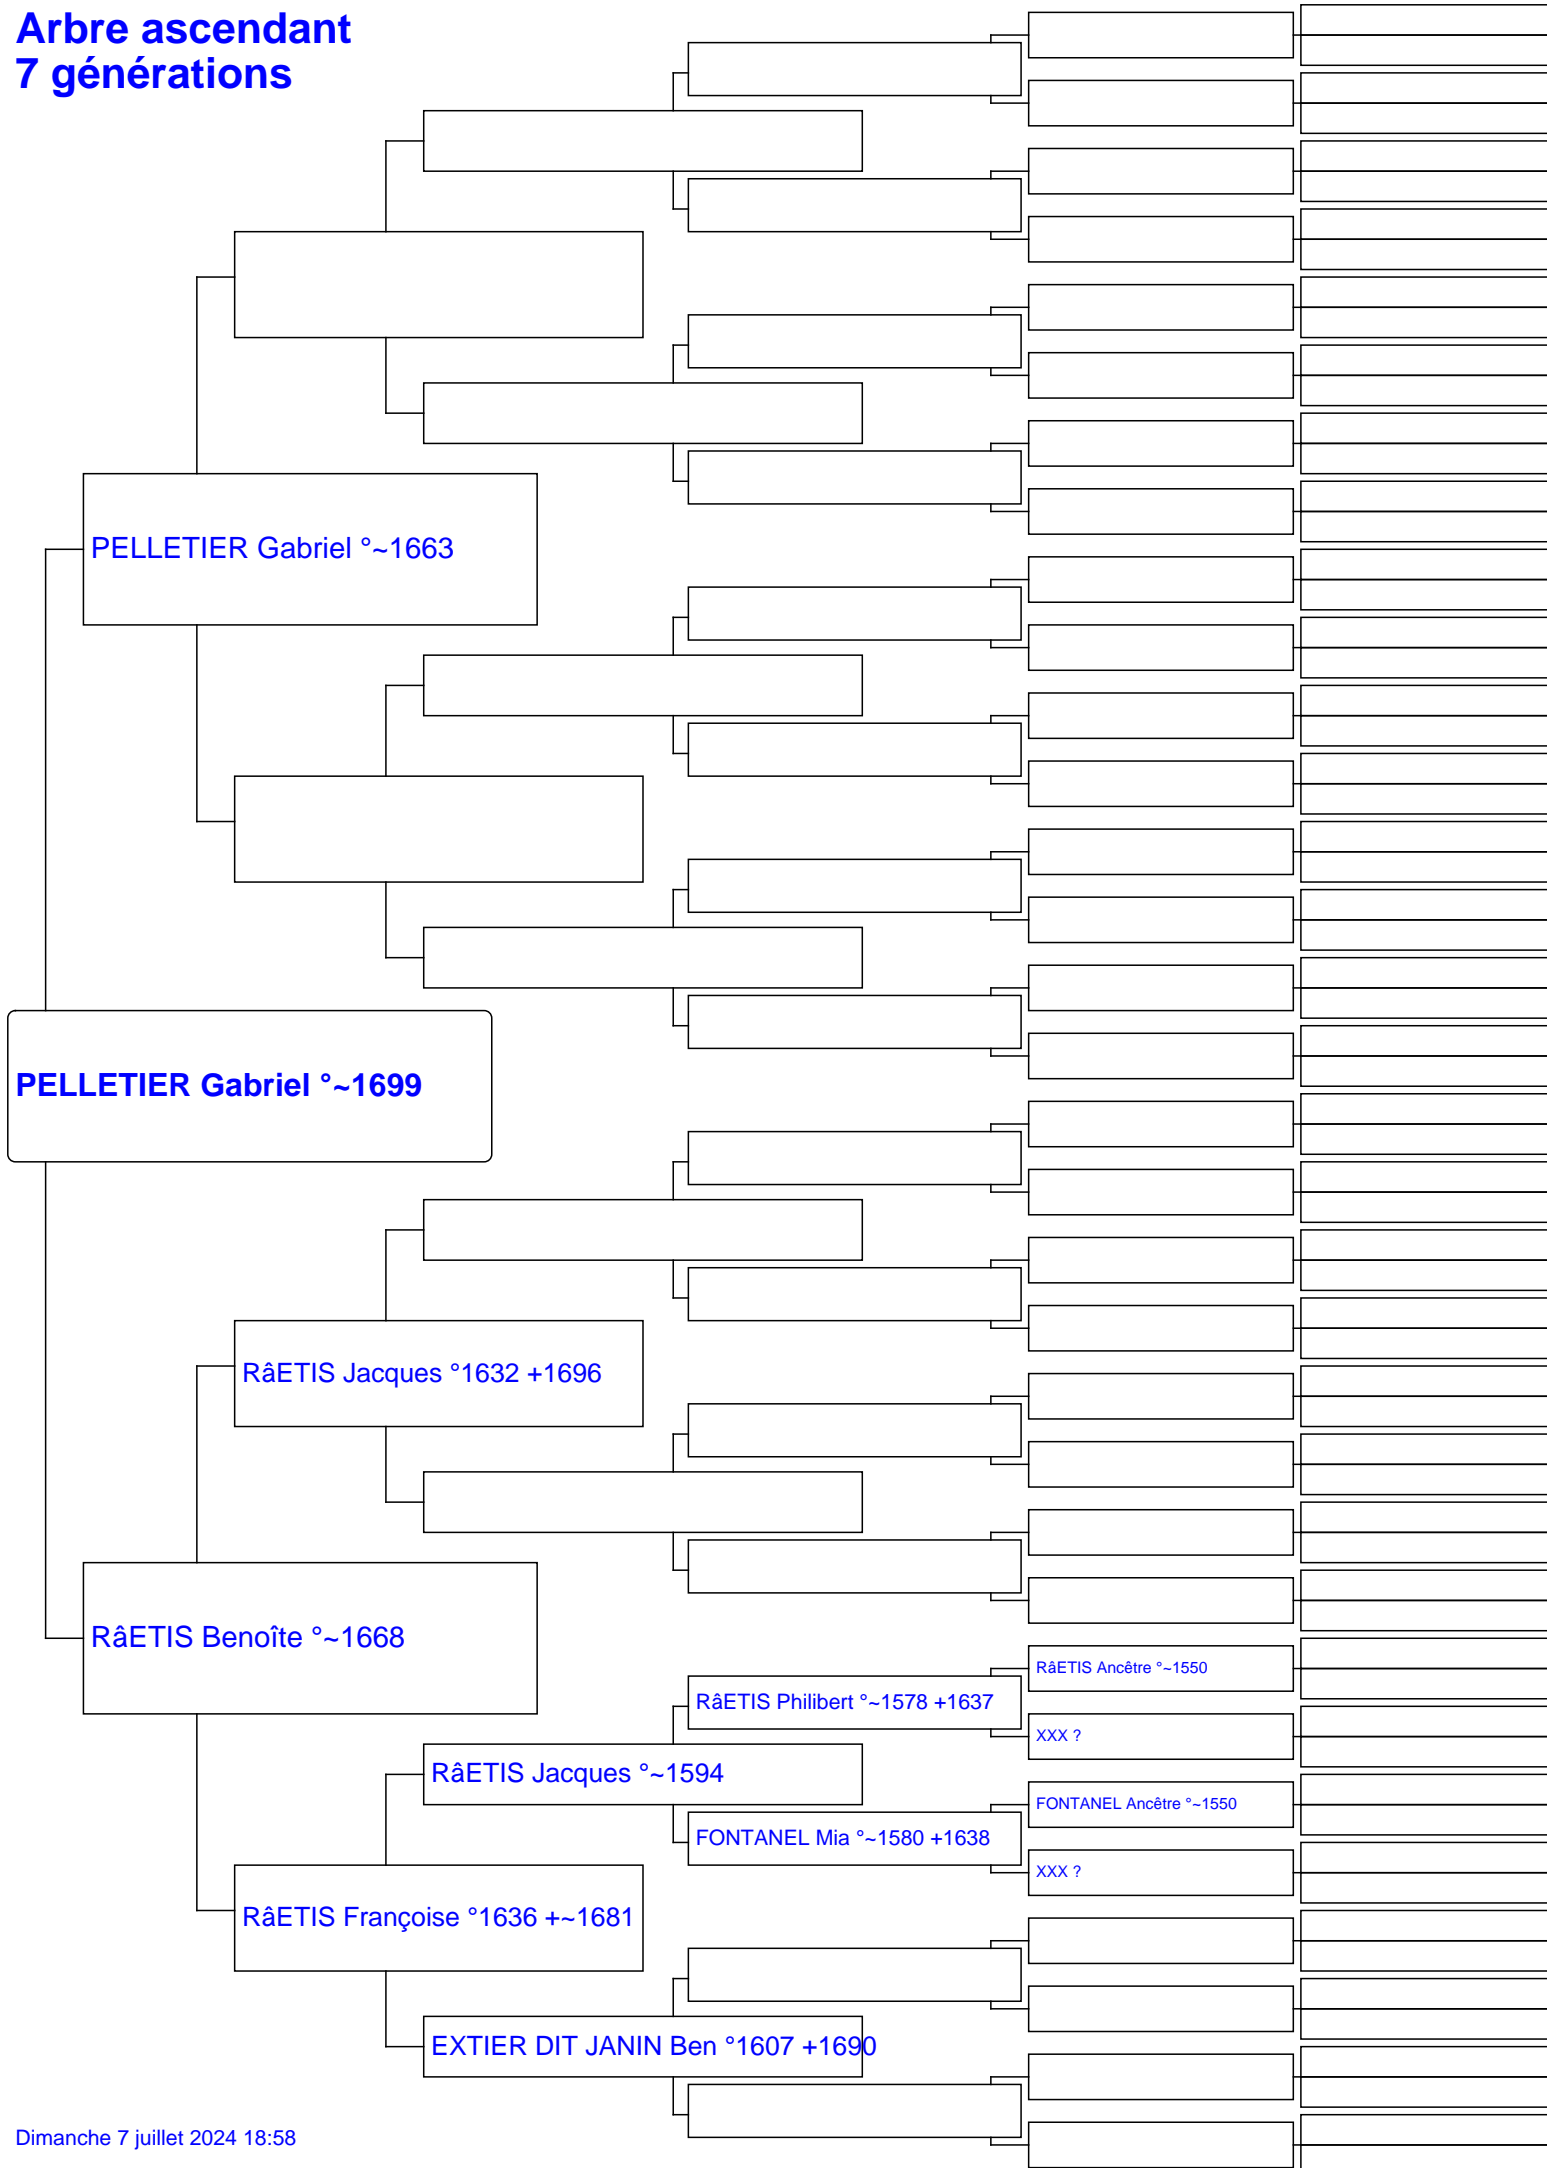 Arbre ascendant
7 générations
PELLETIER Gabriel °~1663
PELLETIER Gabriel °~1699
RâETIS Jacques °1632 +1696
RâETIS Benoîte °~1668
RâETIS Ancêtre °~1550
RâETIS Philibert °~1578 +1637
XXX ?
RâETIS Jacques °~1594
FONTANEL Ancêtre °~1550
FONTANEL Mia °~1580 +1638
XXX ?
RâETIS Françoise °1636 +~1681
EXTIER DIT JANIN Ben °1607 +1690
Dimanche 7 juillet 2024 18:58